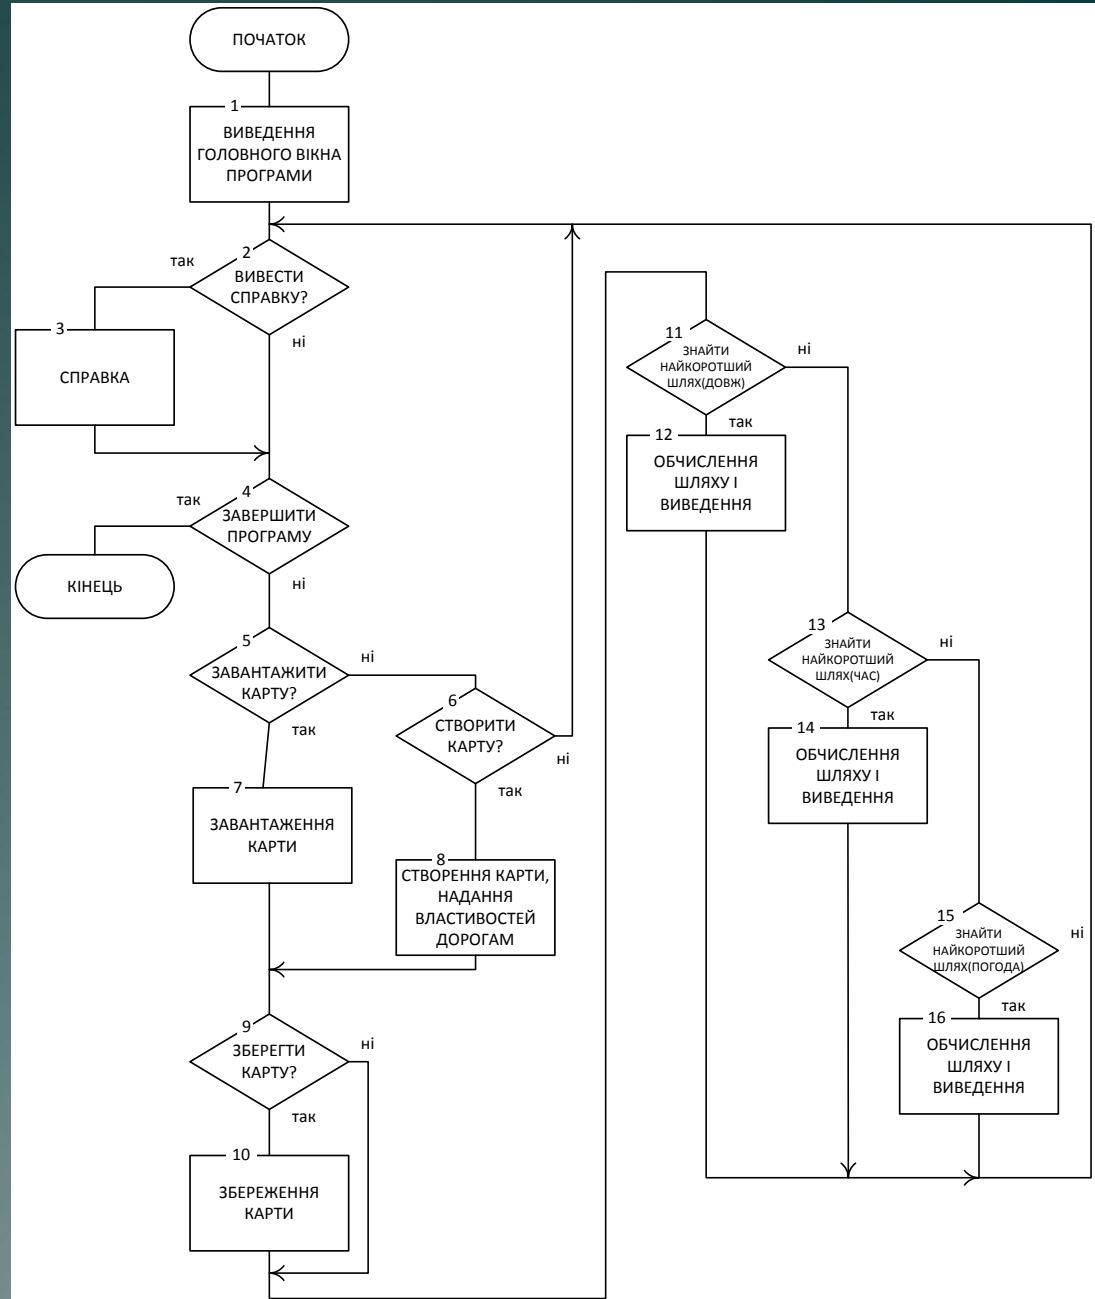 ПОЧАТОК
1
ВИВЕДЕННЯ
ГОЛОВНОГО ВІКНА
ПРОГРАМИ
2
так
ВИВЕСТИ
СПРАВКУ?
ні
3
СПРАВКА
4
так
ЗАВЕРШИТИ
ПРОГРАМУ
ні
КІНЕЦЬ
5
ні
ЗАВАНТАЖИТИ
КАРТУ?
так
6
СТВОРИТИ
КАРТУ?
ні
так
7
ЗАВАНТАЖЕННЯ
КАРТИ
8
СТВОРЕННЯ КАРТИ,
НАДАННЯ
ВЛАСТИВОСТЕЙ
ДОРОГАМ
9
ні
ЗБЕРЕГТИ
КАРТУ?
так
10
ЗБЕРЕЖЕННЯ
КАРТИ
11
ні
ЗНАЙТИ
НАЙКОРОТШИЙ
ШЛЯХ(ДОВЖ)
так
12
ОБЧИСЛЕННЯ
ШЛЯХУ І
ВИВЕДЕННЯ
13
ні
ЗНАЙТИ
НАЙКОРОТШИЙ
ШЛЯХ(ЧАС)
так
14
ОБЧИСЛЕННЯ
ШЛЯХУ І
ВИВЕДЕННЯ
15
ні
ЗНАЙТИ
НАЙКОРОТШИЙ
ШЛЯХ(ПОГОДА)
так
16
ОБЧИСЛЕННЯ
ШЛЯХУ І
ВИВЕДЕННЯ